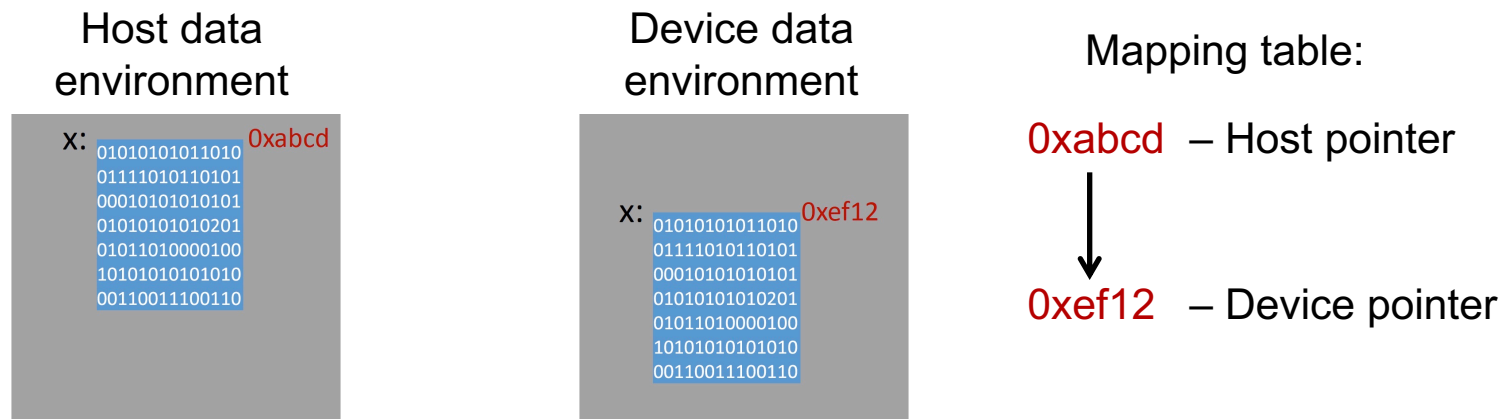 Host data
environment
x:
0xabcd
01010101011010
01111010110101
00010101010101
01010101010201
01011010000100
10101010101010
00110011100110
Device data
environment
x:
0xef12
01010101011010
01111010110101
00010101010101
01010101010201
01011010000100
10101010101010
00110011100110
Mapping table:
0xabcd – Host pointer
0xef12 – Device pointer